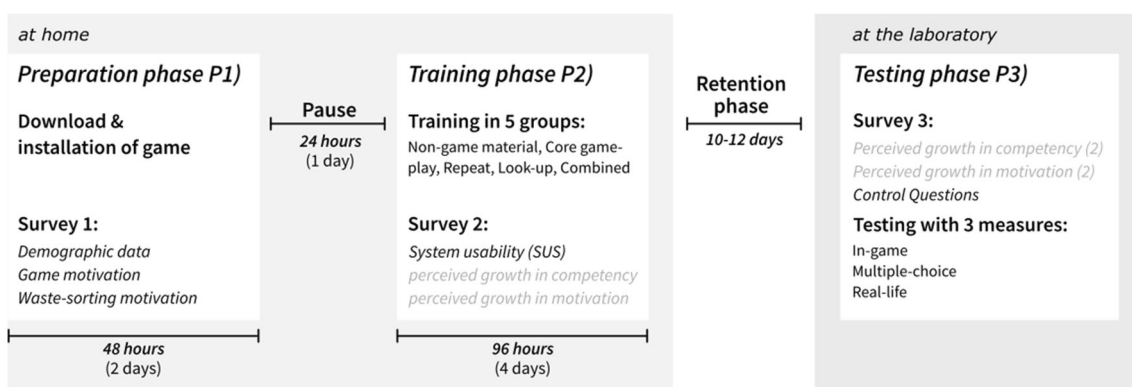 at home
Preparation phase P1)
Download &
installation of game
Survey 1:
Demographic data
Game motivation
Waste-sorting motivation
48 hours
(2 days)
Pause
24 hours
(1 day)
Training phase P2)
Training in 5 groups:
Non-game material, Core game-
play, Repeat, Look-up, Combined
Survey 2:
System usability (SUS)
perceived growth in competency
perceived growth in motivation
96 hours
(4 days)
Retention
phase
10-12 days
at the laboratory
Testing phase P3)
Survey 3:
Perceived growth in competency (2)
Perceived growth in motivation (2)
Control Questions
Testing with 3 measures:
In-game
Multiple-choice
Real-life